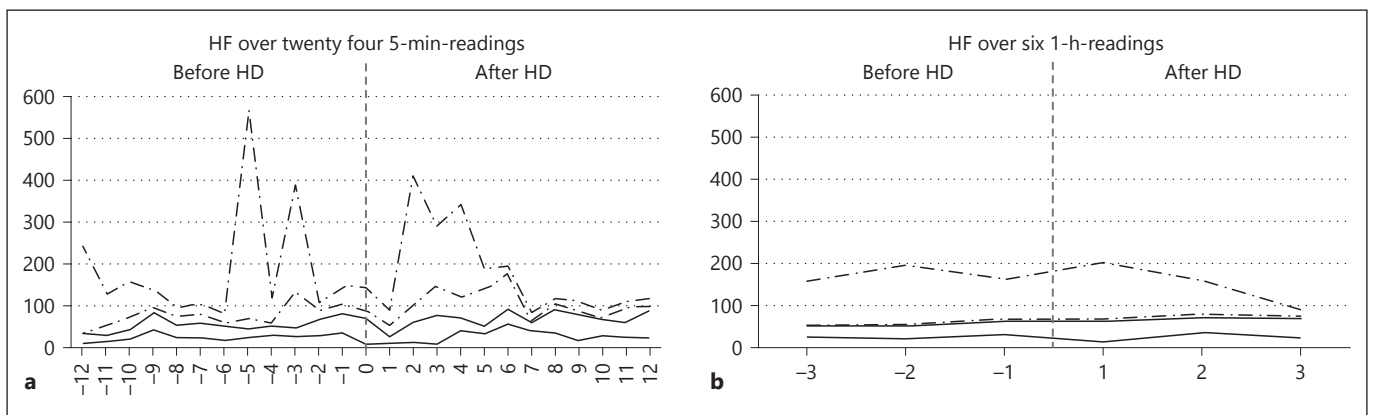 HF over twenty four 5-min-readings
Before HD After HD
600
500
400
300
200
100
0
–12 –11 –10 –9 –8 –7 –6 –5 –4 –3 –2 –1 0 1 2 3 4 5 6 7 8 9 10 11 12
a
HF over six 1-h-readings
Before HD After HD
600
500
400
300
200
100
0
–3 –2 –1 1 2 3
b